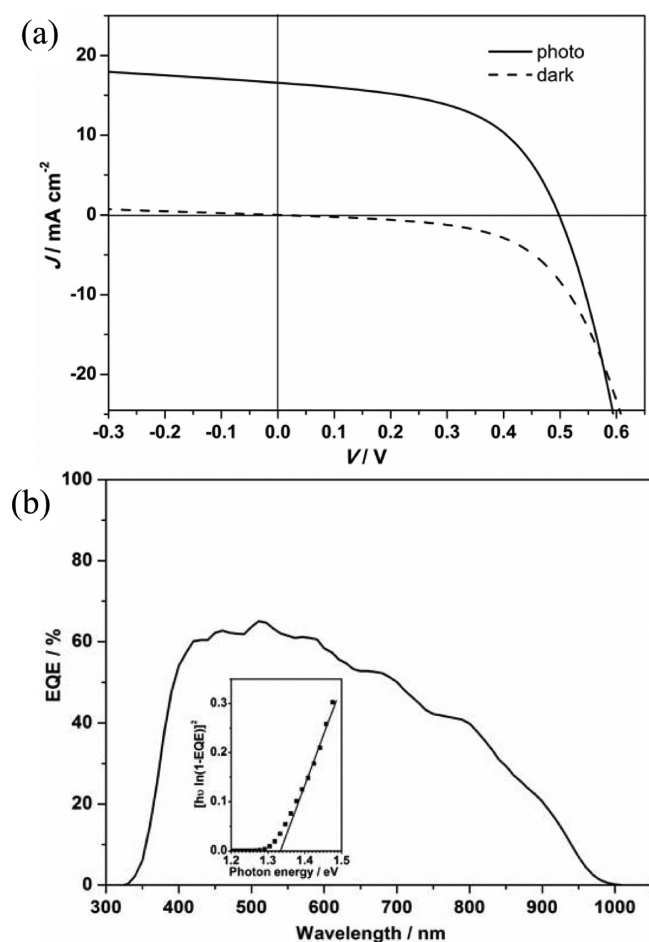 (a)
20
10
0
-10
-20
J / mA cm-2
photo
dark
-0.3 -0.2 -0.1 0.0 0.1 0.2 0.3 0.4 0.5 0.6
V / V
(b)
100
80
60
40
20
0
EQE / %
0.3
0.2
0.1
0.0
[hυ ln(1-EQE)]2
1.2 1.3 1.4 1.5
Photon energy / eV
300 400 500 600 700 800 900 1000
Wavelength / nm